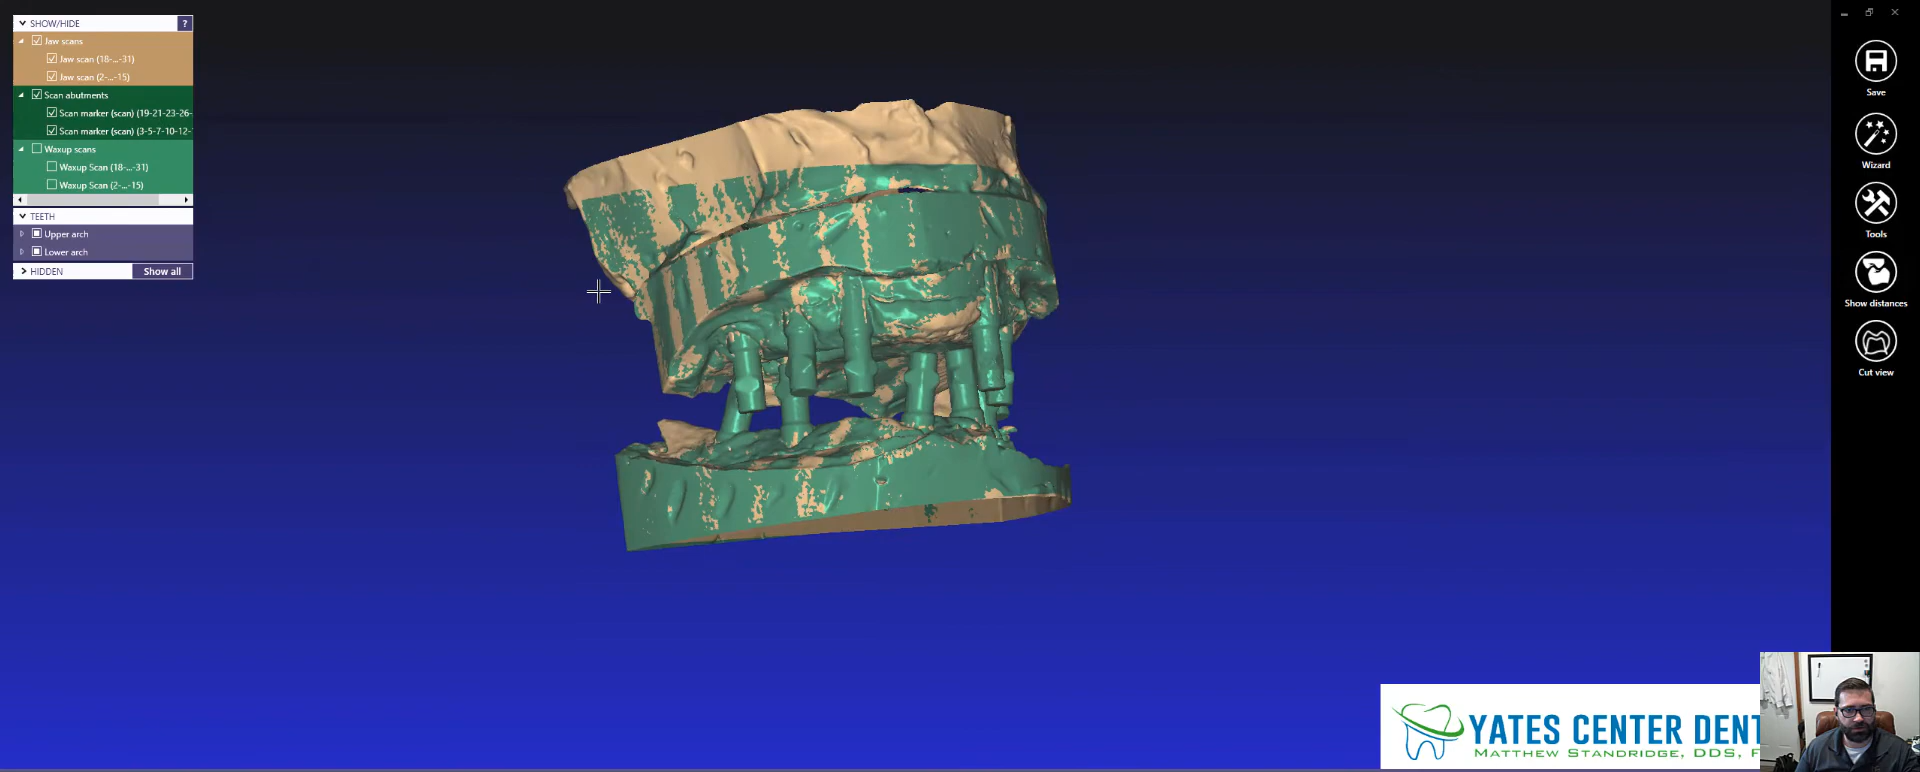 SHOW/HIDE ?
Jaw scans
Jaw scan (18-...-31)
Jaw scan (2-...-15)
Scan abutments
Scan marker (scan) (19-21-23-26-
Scan marker (scan) (3-5-7-10-12-
Waxup scans
Waxup Scan (18-...-31)
Waxup Scan (2-...-15)
TEETH
Upper arch
Lower arch
HIDDEN Show all
Save
Wizard
Tools
Show distances
Cut view
YATES CENTER DENT
MATTHEW STANDRIDGE, DDS, F